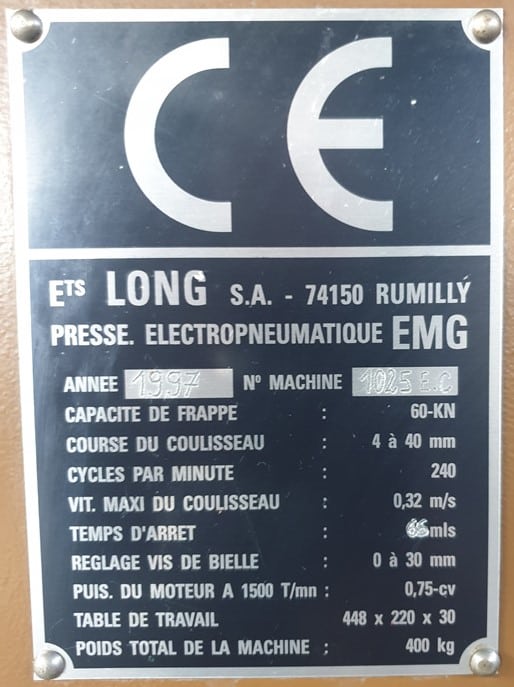 CE
Ets LONG S.A. - 74150 RUMILLY
PRESSE. ELECTROPNEUMATIQUE EMG
ANNEE 1997 N° MACHINE 1025 E.C
CAPACITE DE FRAPPE : 60-KN
COURSE DU COULISSEAU : 4 à 40 mm
CYCLES PAR MINUTE : 240
VIT. MAXI DU COULISSEAU : 0,32 m/s
TEMPS D'ARRET : mls
REGLAGE VIS DE BIELLE : 0 à 30 mm
PUIS. DU MOTEUR A 1500 T/mn : 0,75-cv
TABLE DE TRAVAIL 448 x 220 x 30
POIDS TOTAL DE LA MACHINE : 400 kg